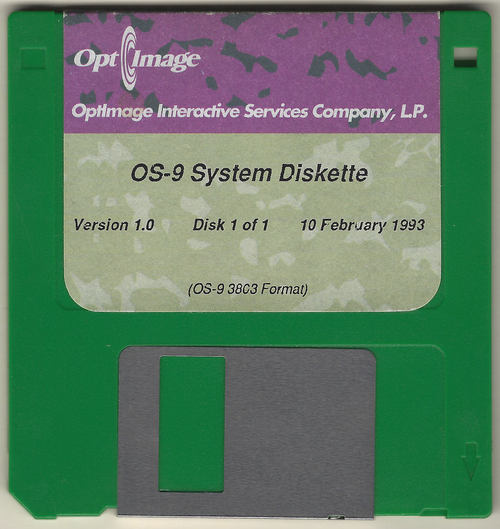 OptImage
OptImage Interactive Services Company, L.P.
OS-9 System Diskette
Version 1.0 Disk 1 of 1 10 February 1993
(OS-9 3803 Format)